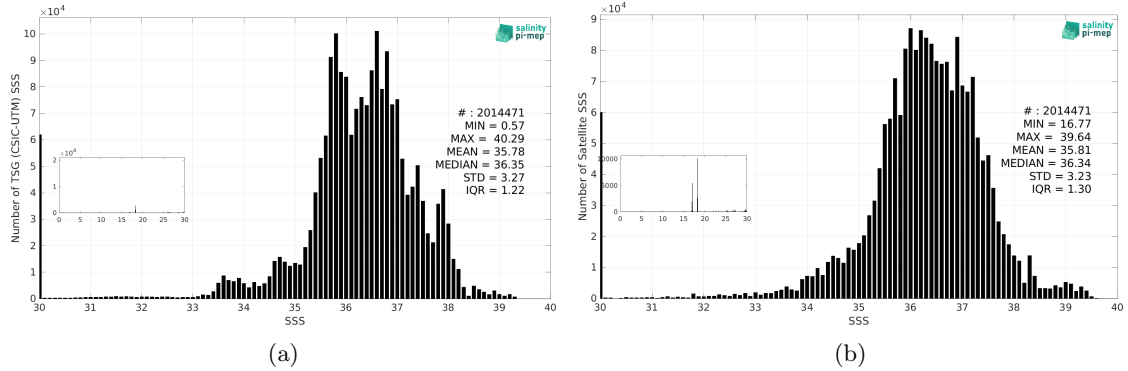 ×10^4
salinity
pi-mep
Number of TSG (CSIC-UTM) SSS
10
9
8
7
6
5
4
3
2
1
0
# : 2014471
MIN = 0.57
MAX = 40.29
MEAN = 35.78
MEDIAN = 36.35
STD = 3.27
IQR = 1.22
×10^4
2
1
0
0 5 10 15 20 25 30
30 31 32 33 34 35 36 37 38 39 40
SSS
(a)
×10^4
salinity
pi-mep
Number of Satellite SSS
9
8
7
6
5
4
3
2
1
0
# : 2014471
MIN = 16.77
MAX = 39.64
MEAN = 35.81
MEDIAN = 36.34
STD = 3.23
IQR = 1.30
10000
5000
0
0 5 10 15 20 25 30
30 31 32 33 34 35 36 37 38 39 40
SSS
(b)